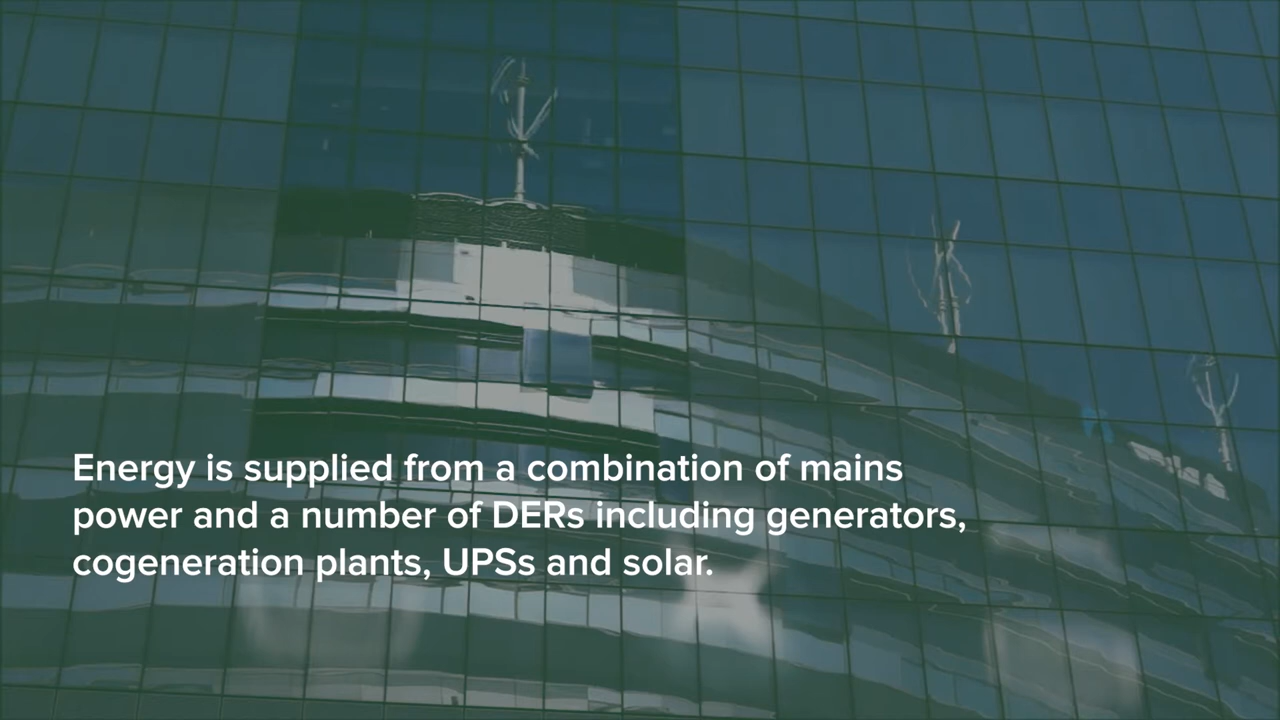 Energy is supplied from a combination of mains
power and a number of DERs including generators,
cogeneration plants, UPSs and solar.